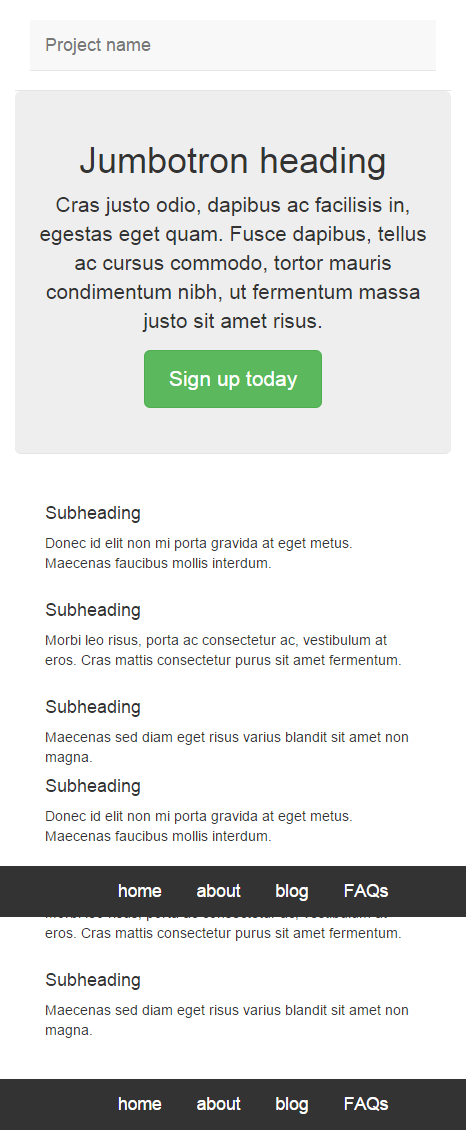 Project name
Jumbotron heading
Cras justo odio, dapibus ac facilisis in,
egestas eget quam. Fusce dapibus, tellus
ac cursus commodo, tortor mauris
condimentum nibh, ut fermentum massa
justo sit amet risus.
Sign up today
Subheading
Donec id elit non mi porta gravida at eget metus.
Maecenas faucibus mollis interdum.
Subheading
Morbi leo risus, porta ac consectetur ac, vestibulum at
eros. Cras mattis consectetur purus sit amet fermentum.
Subheading
Maecenas sed diam eget risus varius blandit sit amet non
magna.
Subheading
Donec id elit non mi porta gravida at eget metus.
Maecenas faucibus mollis interdum.
home about blog FAQs
eros. Cras mattis consectetur purus sit amet fermentum.
Subheading
Maecenas sed diam eget risus varius blandit sit amet non
magna.
home about blog FAQs